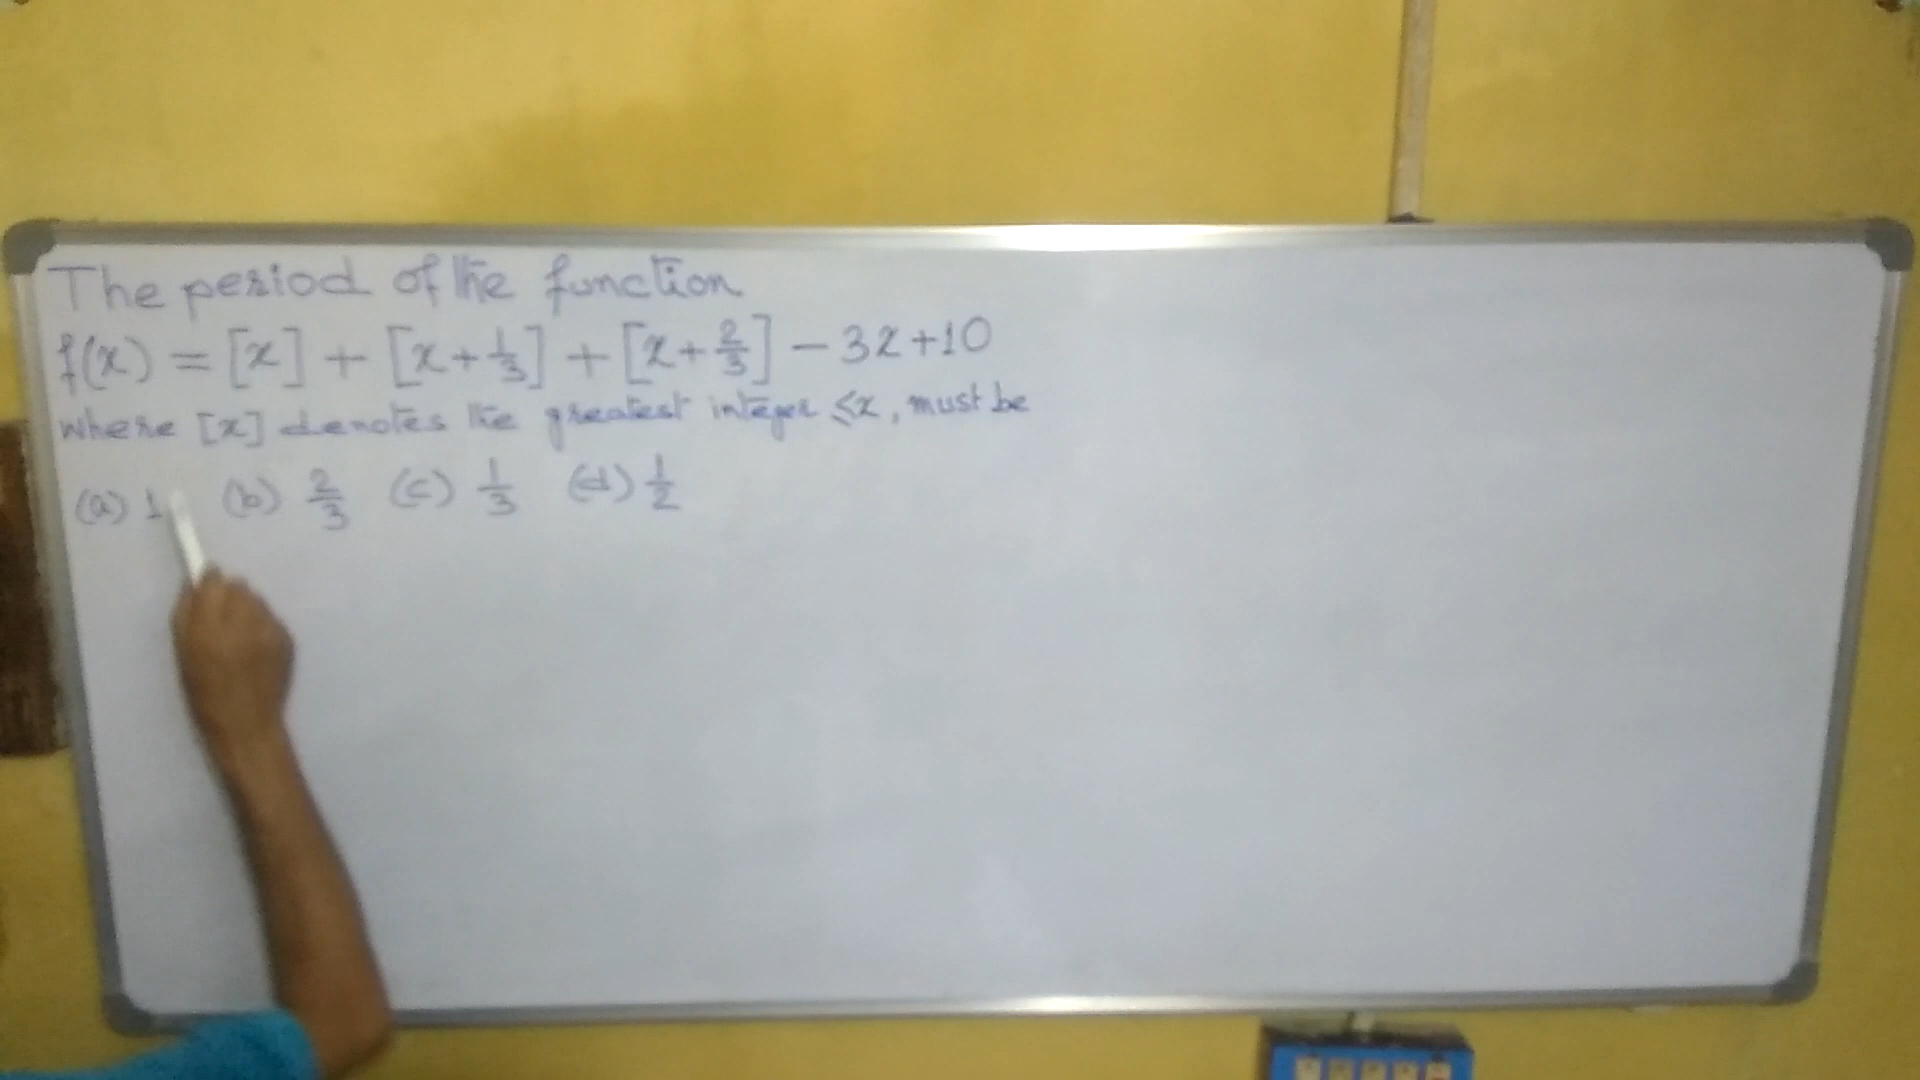 The period of the function
f(x) = [x] + [x + 1/3] + [x + 2/3] − 3x + 10
where [x] denotes the greatest integer ≤ x, must be
(a) 1 (b) 2/3 (c) 1/3 (d) 1/2